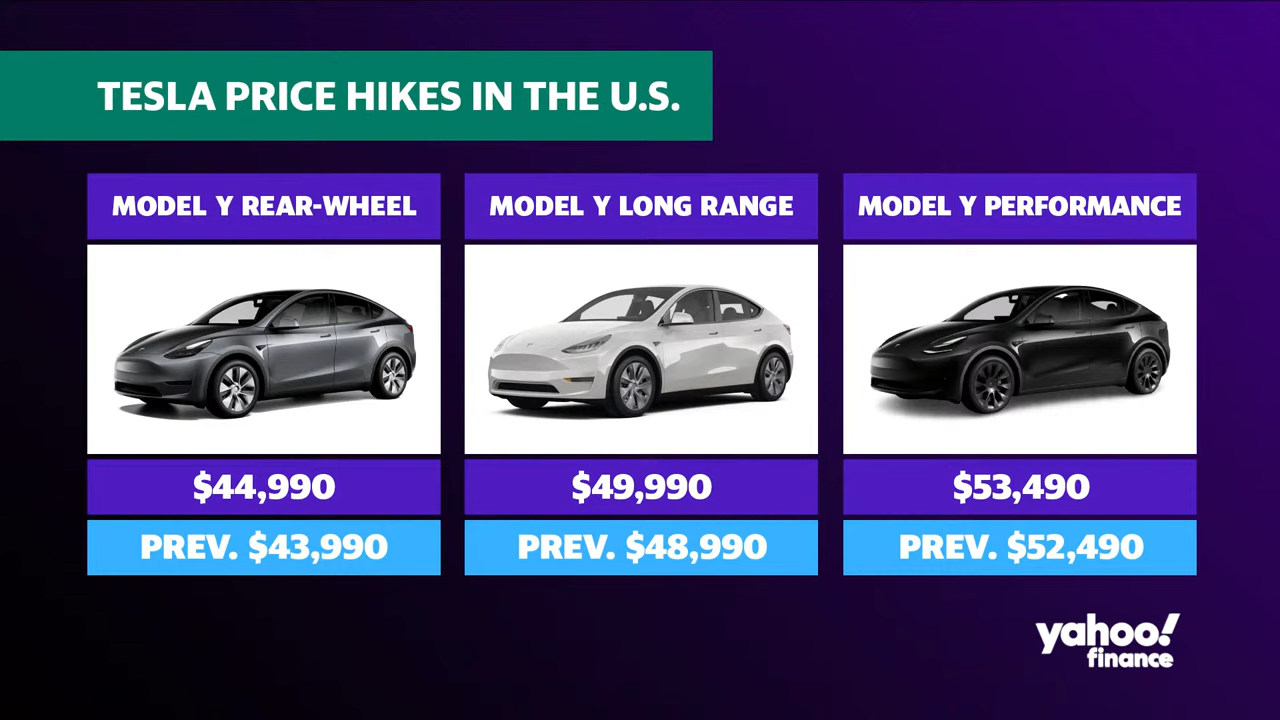 TESLA PRICE HIKES IN THE U.S.
MODEL Y REAR-WHEEL
MODEL Y LONG RANGE
MODEL Y PERFORMANCE
$44,990
$49,990
$53,490
PREV. $43,990
PREV. $48,990
PREV. $52,490
yahoo!
finance